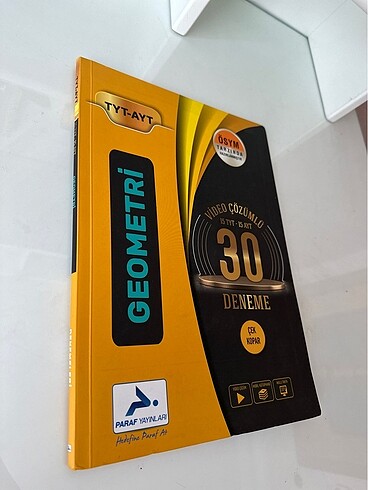 TYT-AYT
GEOMETRİ
ÖSYM
TARZINDA
VİDEO ÇÖZÜMLÜ
15 TYT - 15 AYT
30
DENEME
ÇEK
KOPAR
PARAF YAYINLARI
Hedefine Paraf At